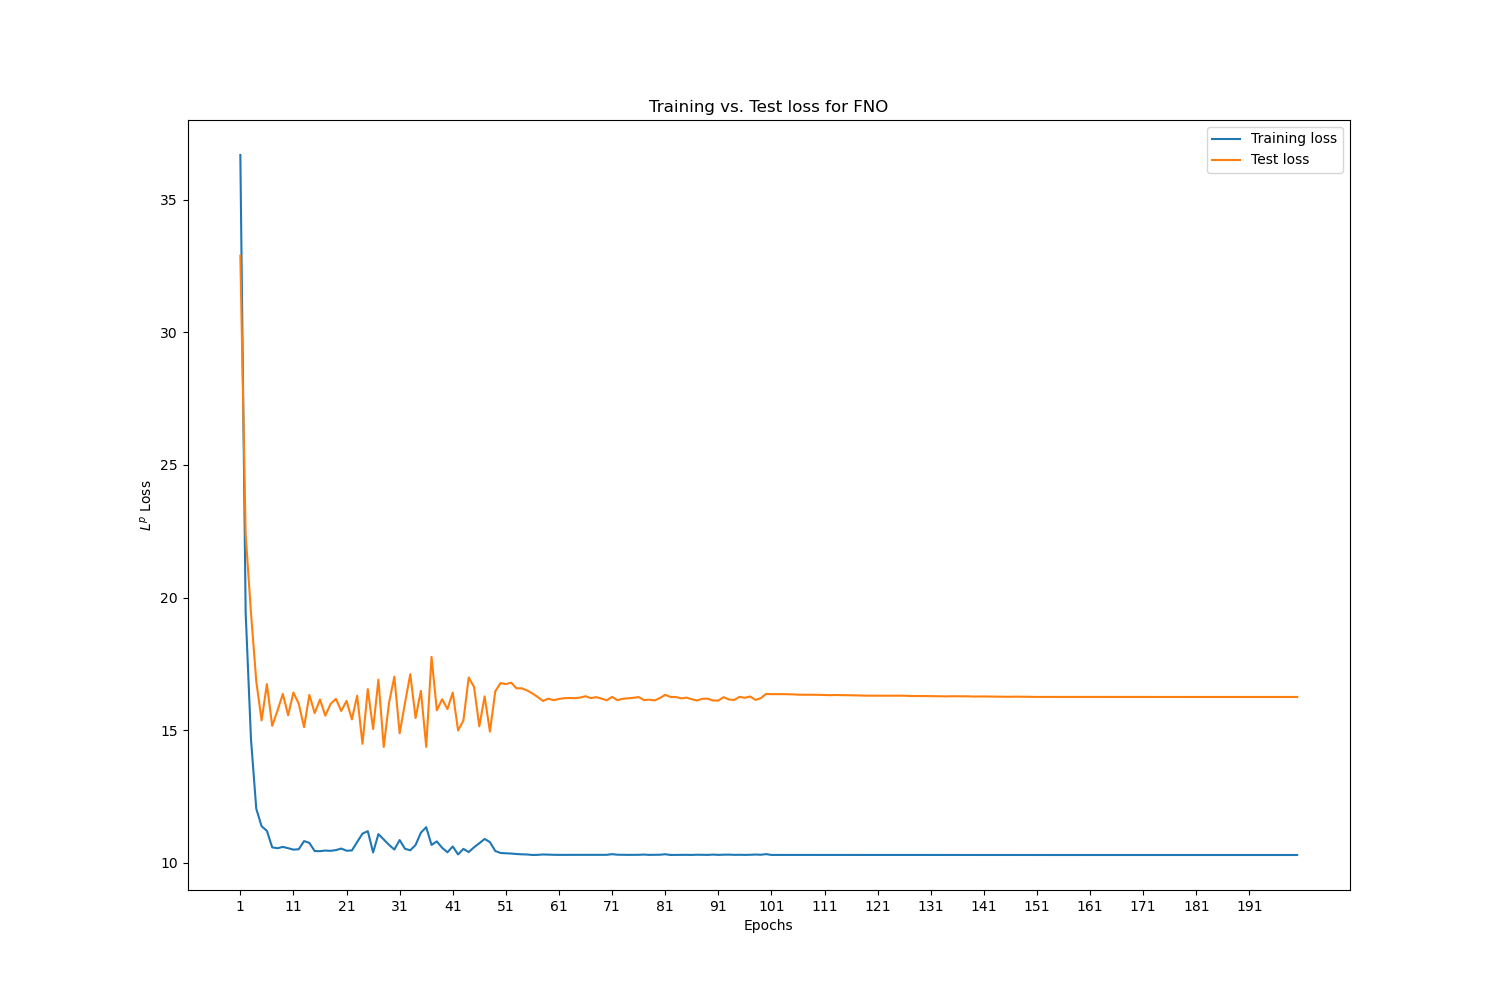 Training vs. Test loss for FNO
Training loss
Test loss
35
30
25
20
15
10
L^p Loss
1 11 21 31 41 51 61 71 81 91 101 111 121 131 141 151 161 171 181 191
Epochs